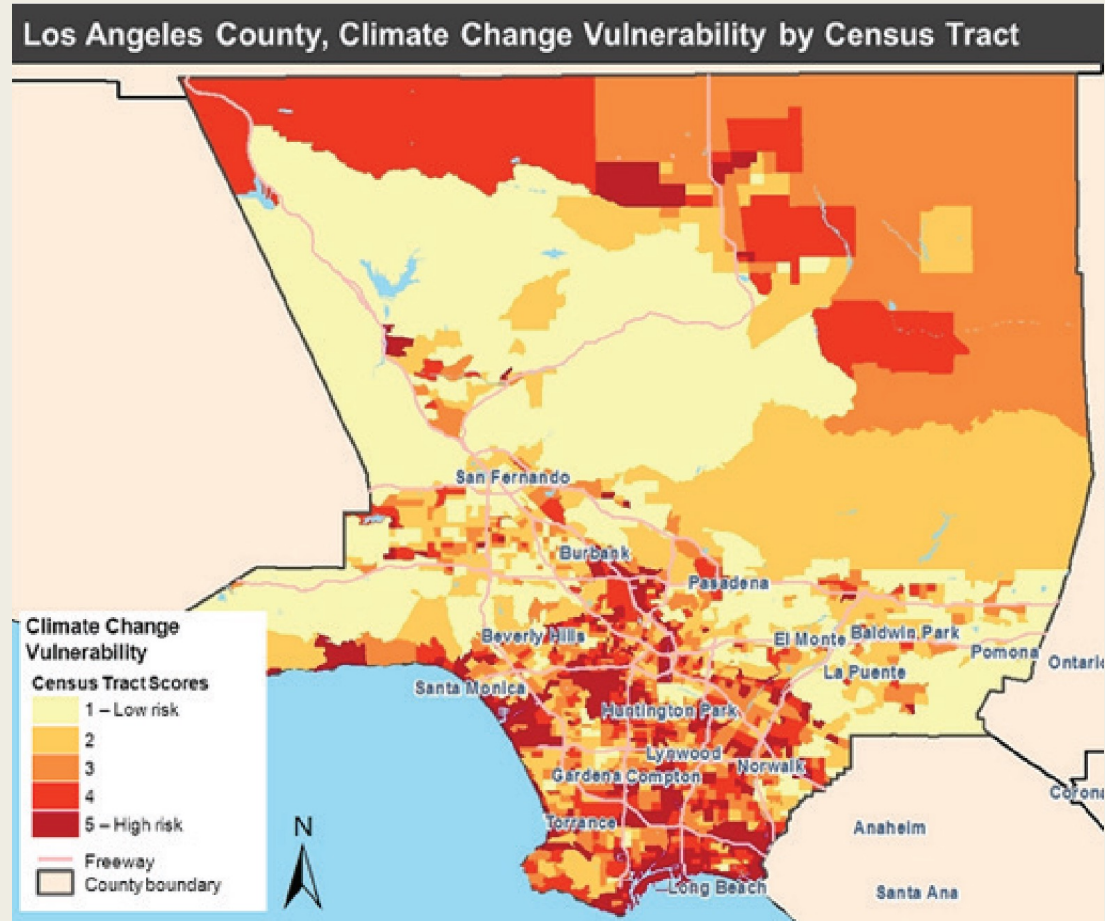 Los Angeles County, Climate Change Vulnerability by Census Tract
San Fernando
Burbank
Pasadena
Beverly Hills
El Monte
Baldwin Park
Pomona
Ontario
La Puente
Santa Monica
Huntington Park
Lynwood
Norwalk
Gardena
Compton
Corona
Torrance
Anaheim
Long Beach
Santa Ana
Climate Change
Vulnerability
Census Tract Scores
1 – Low risk
2
3
4
5 – High risk
Freeway
County boundary
N